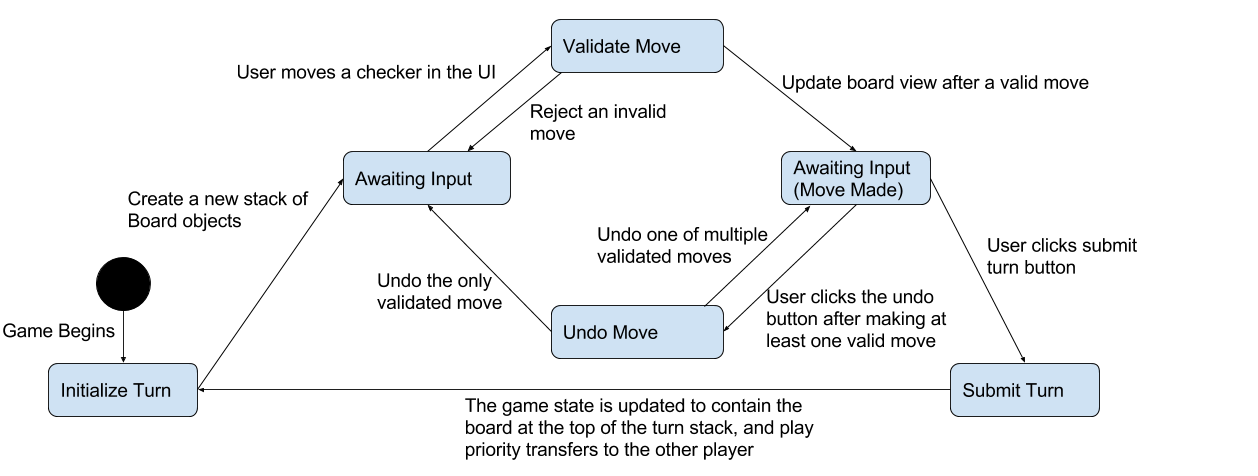 Validate Move
User moves a checker in the UI
Update board view after a valid move
Reject an invalid
move
Awaiting Input
Awaiting Input
(Move Made)
Create a new stack of
Board objects
Undo one of multiple
validated moves
User clicks submit
turn button
Undo the only
validated move
User clicks the undo
button after making at
least one valid move
Game Begins
Undo Move
Initialize Turn
Submit Turn
The game state is updated to contain the
board at the top of the turn stack, and play
priority transfers to the other player